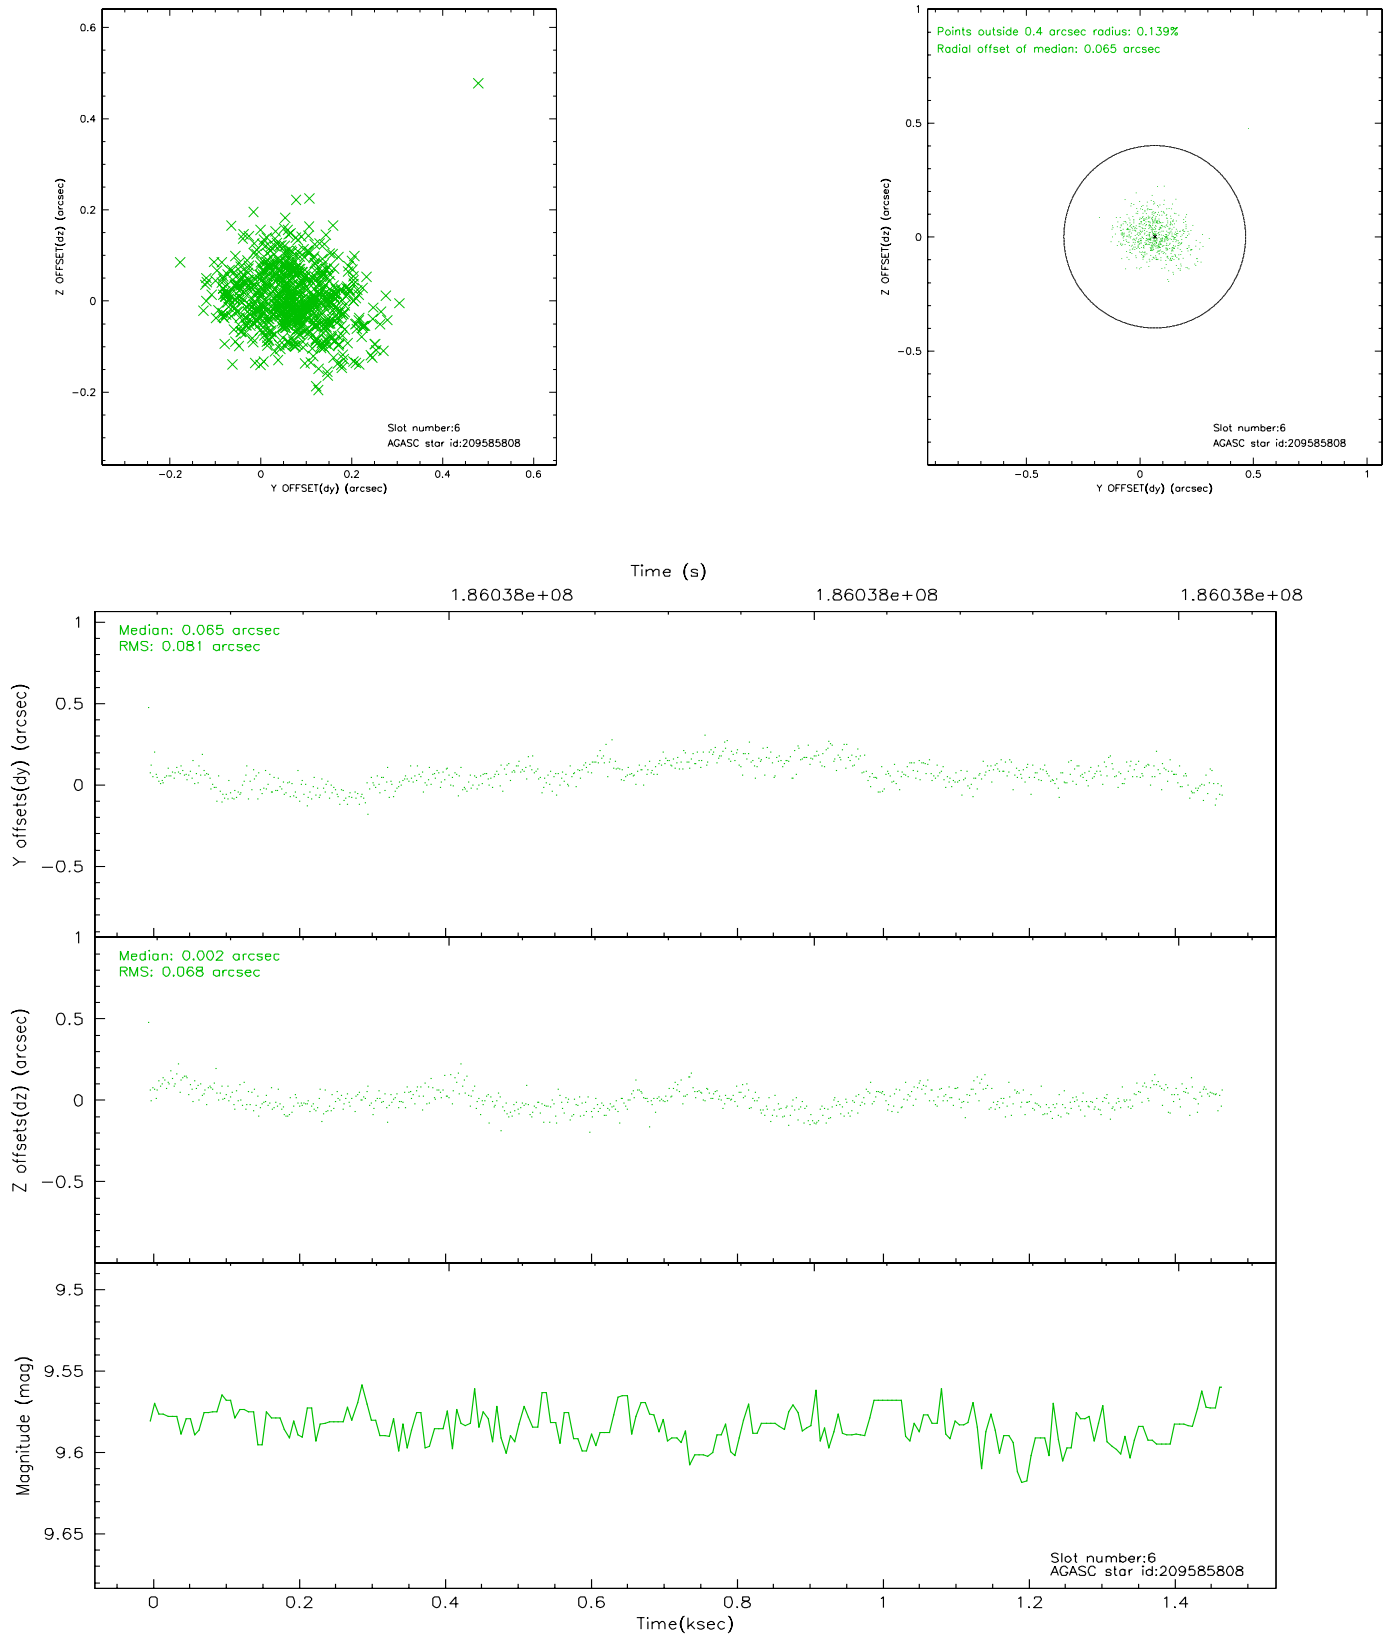 0.6
0.4
0.2
0
−0.2
Z OFFSET(dz) (arcsec)
Slot number:6
AGASC star id:209585808
−0.2 0 0.2 0.4 0.6
Y OFFSET(dy) (arcsec)
1
0.5
0
−0.5
Z OFFSET(dz) (arcsec)
Points outside 0.4 arcsec radius: 0.139%
Radial offset of median: 0.065 arcsec
Slot number:6
AGASC star id:209585808
−0.5 0 0.5 1
Y OFFSET(dy) (arcsec)
Time (s)
1.86038e+08 1.86038e+08 1.86038e+08
1
0.5
0
−0.5
Y offsets(dy) (arcsec)
Median: 0.065 arcsec
RMS: 0.081 arcsec
1
0.5
0
−0.5
Z offsets(dz) (arcsec)
Median: 0.002 arcsec
RMS: 0.068 arcsec
9.5
9.55
9.6
9.65
Magnitude (mag)
Slot number:6
AGASC star id:209585808
0 0.2 0.4 0.6 0.8 1 1.2 1.4
Time(ksec)